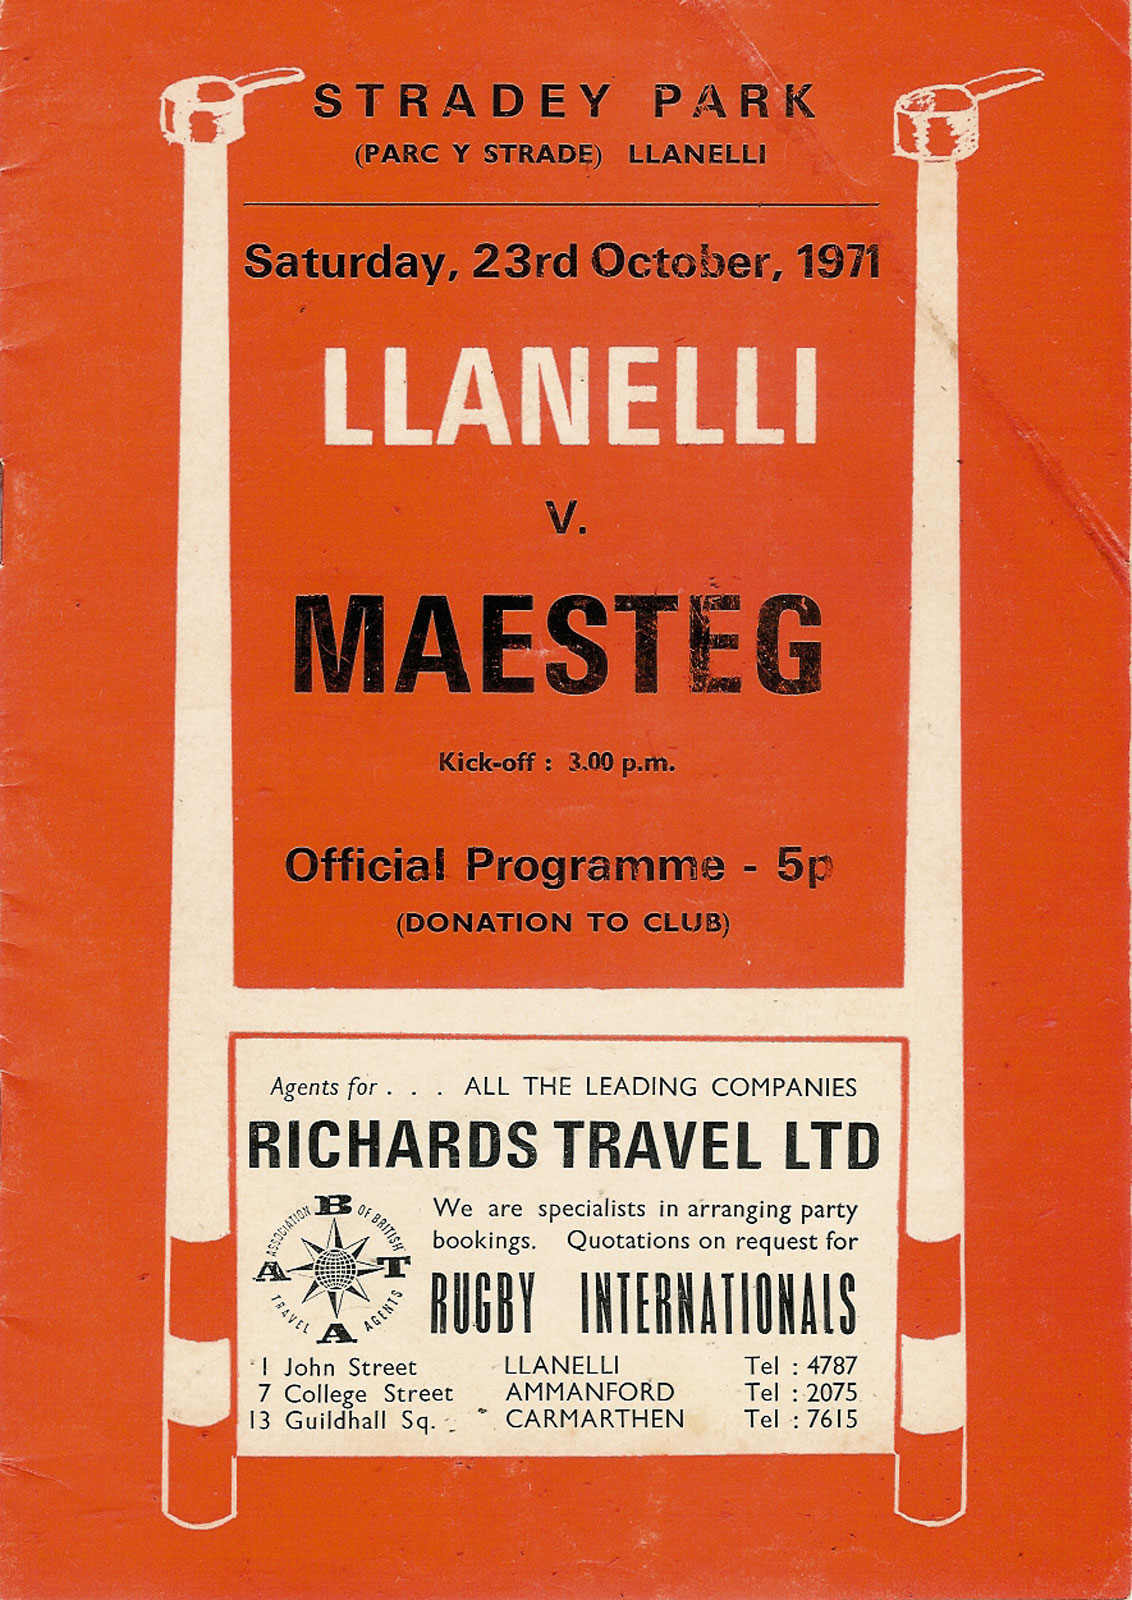 STRADEY PARK
(PARC Y STRADE) LLANELLI
Saturday, 23rd October, 1971
LLANELLI
V.
MAESTEG
Kick-off : 3.00 p.m.
Official Programme - 5p
(DONATION TO CLUB)
Agents for . . . ALL THE LEADING COMPANIES
RICHARDS TRAVEL LTD
ABTA
ASSOCIATION OF BRITISH TRAVEL AGENTS
We are specialists in arranging party
bookings. Quotations on request for
RUGBY INTERNATIONALS
1 John Street LLANELLI Tel : 4787
7 College Street AMMANFORD Tel : 2075
13 Guildhall Sq. CARMARTHEN Tel : 7615